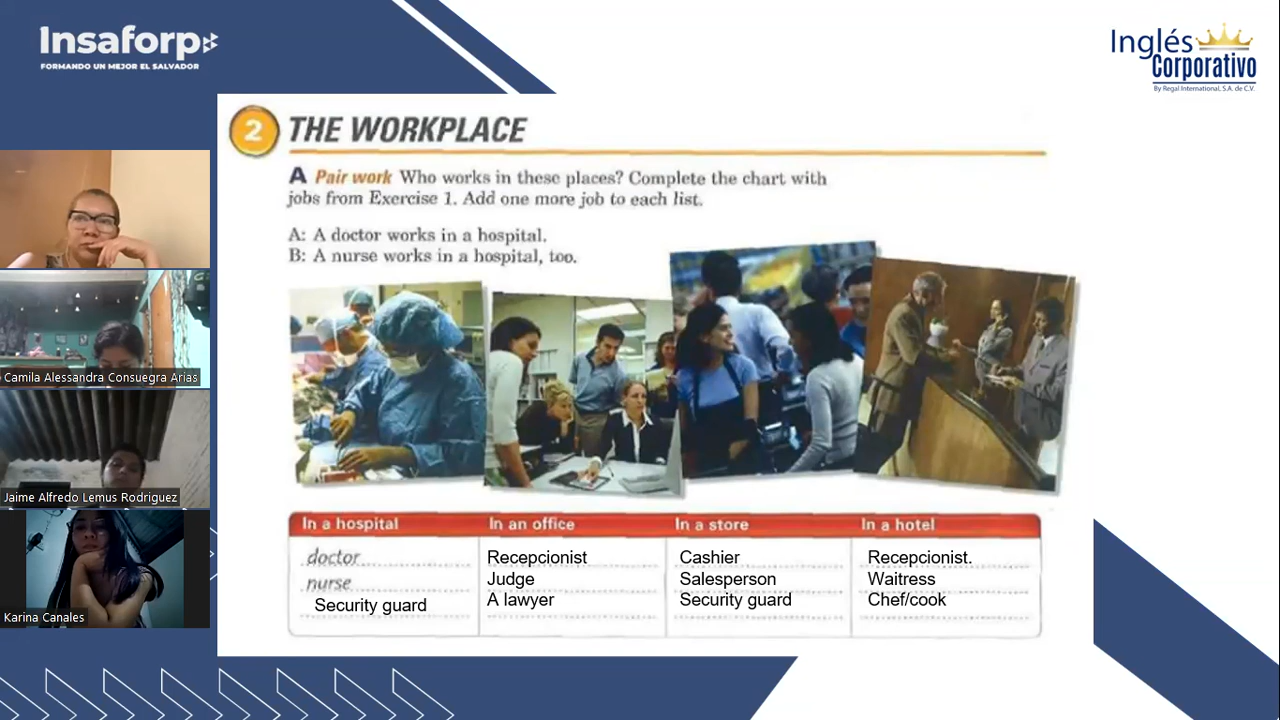 Insaforp
FORMANDO UN MEJOR EL SALVADOR
Inglés
Corporativo
By Regal International, S.A. de C.V.
2 THE WORKPLACE
A Pair work Who works in these places? Complete the chart with
jobs from Exercise 1. Add one more job to each list.
A: A doctor works in a hospital.
B: A nurse works in a hospital, too.
In a hospital
doctor
nurse
Security guard
In an office
Recepcionist
Judge
A lawyer
In a store
Cashier
Salesperson
Security guard
In a hotel
Recepcionist.
Waitress
Chef/cook
Camila Alessandra Consuegra Arias
Jaime Alfredo Lemus Rodriguez
Karina Canales